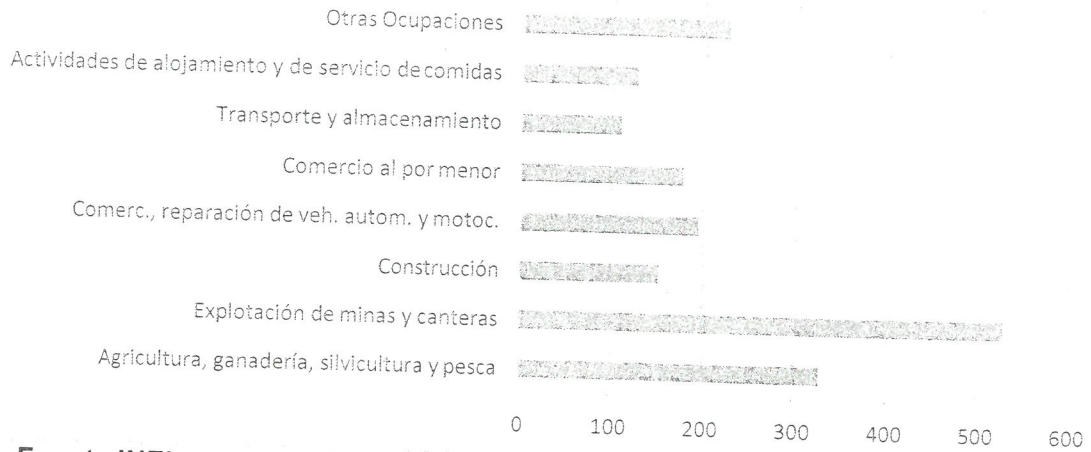 Otras Ocupaciones
Actividades de alojamiento y de servicio de comidas
Transporte y almacenamiento
Comercio al por menor
Comerc., reparación de veh. autom. y motoc.
Construcción
Explotación de minas y canteras
Agricultura, ganadería, silvicultura y pesca
0 100 200 300 400 500 600